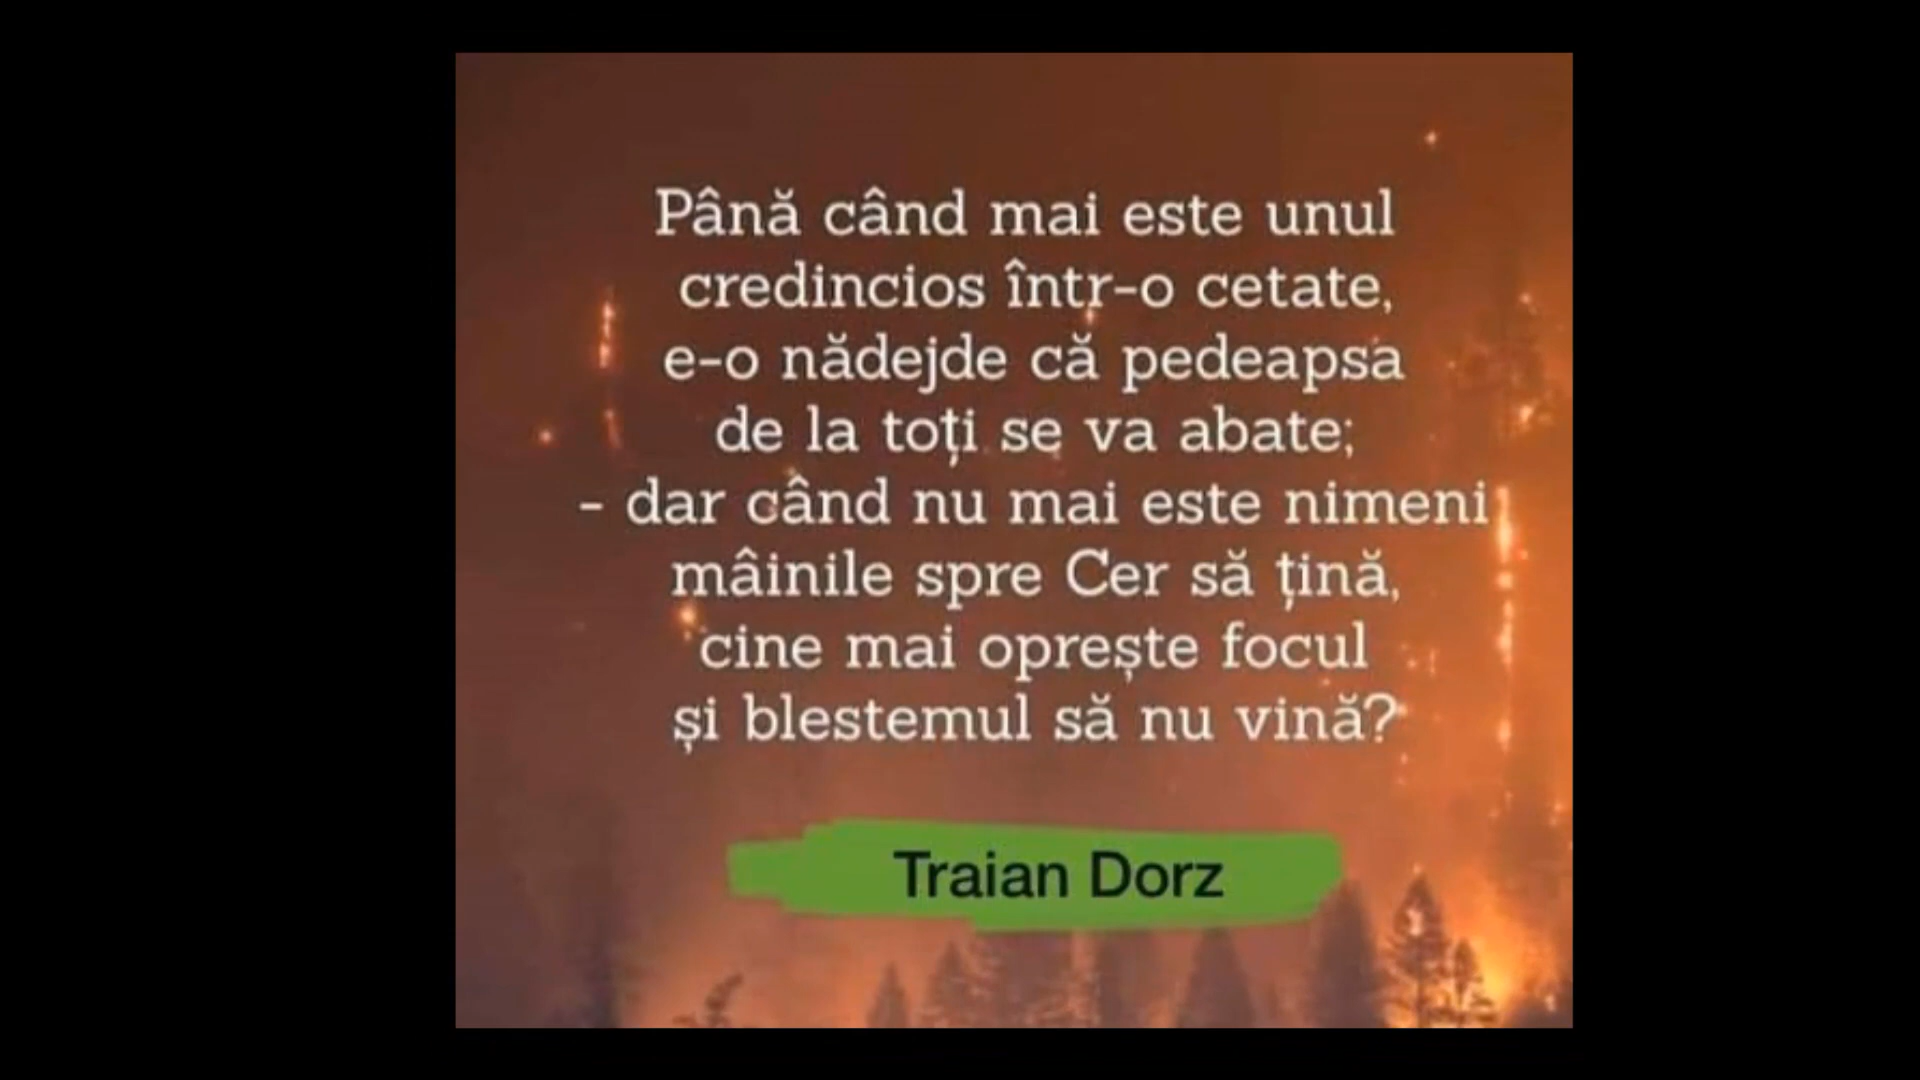 Până când mai este unul
credincios într-o cetate,
e-o nădejde că pedeapsa
de la toți se va abate;
- dar când nu mai este nimeni
mâinile spre Cer să țină,
cine mai oprește focul
și blestemul să nu vină?
Traian Dorz